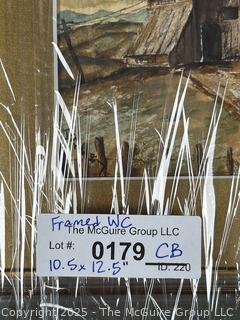 Framed WC
The McGuire Group LLC
Lot #: 0179 CB
10.5 x 12.5" ID: 220
Copyright 2025 - The McGuire Group LLC